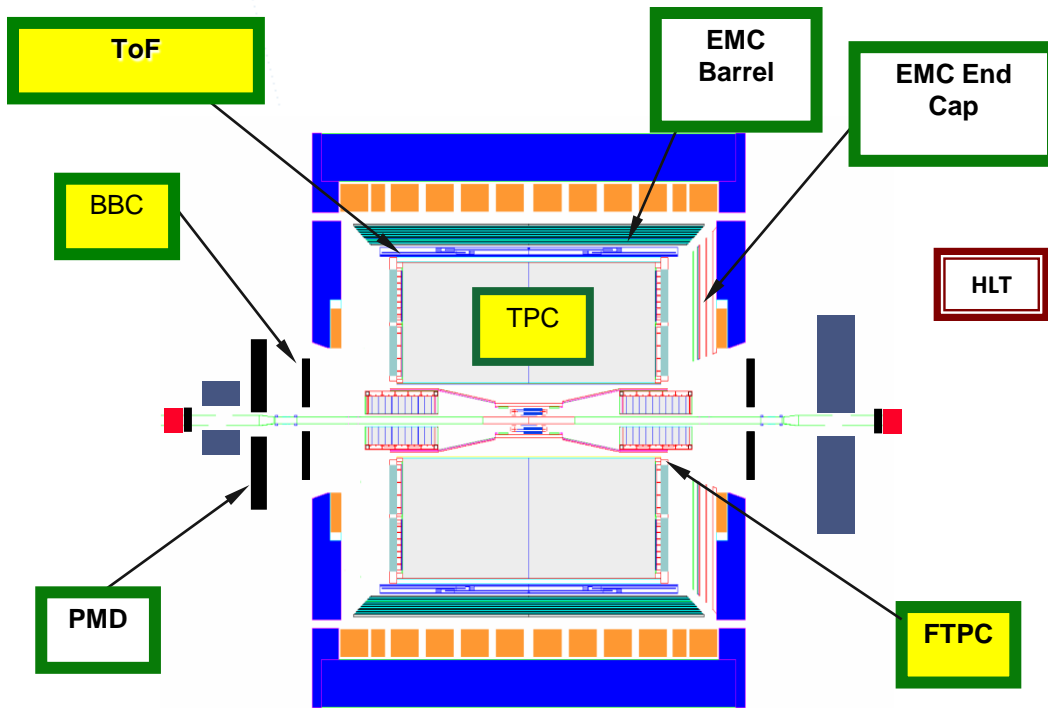 ToF
EMC
Barrel
EMC End
Cap
BBC
HLT
TPC
PMD
FTPC